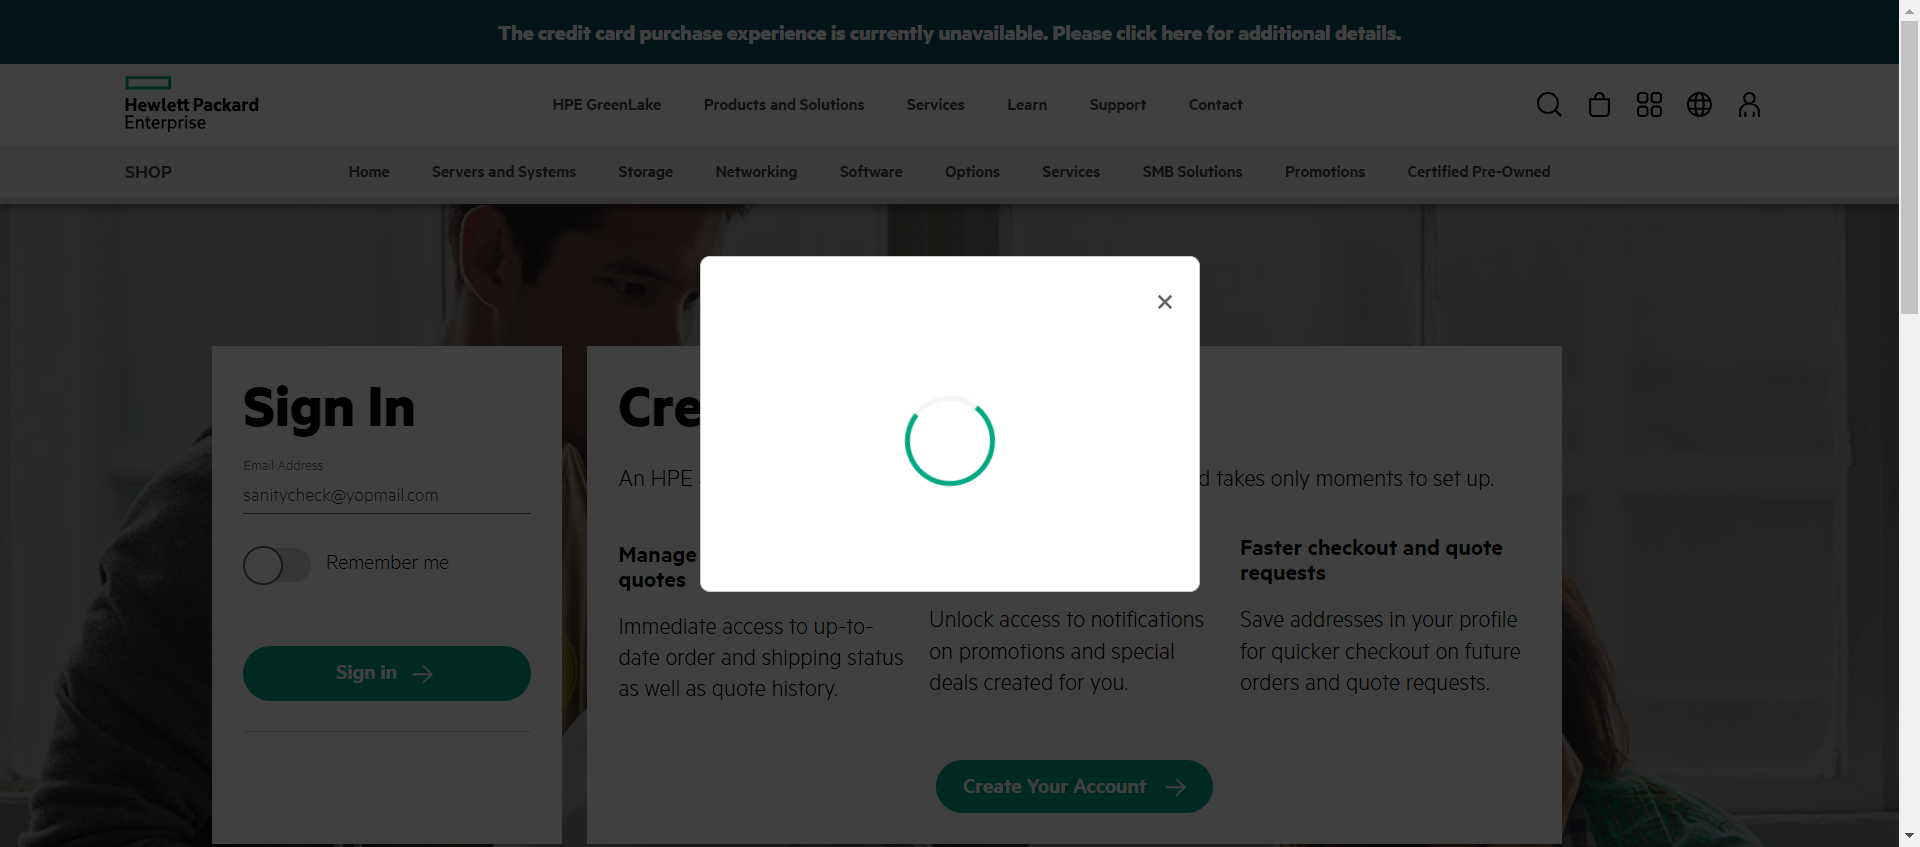 The credit card purchase experience is currently unavailable. Please click here for additional details.
Hewlett Packard
Enterprise
HPE GreenLake Products and Solutions Services Learn Support Contact
SHOP Home Servers and Systems Storage Networking Software Options Services SMB Solutions Promotions Certified Pre-Owned
Sign In
Email Address
sanitycheck@yopmail.com
Remember me
Sign in
Cre
An HPE
d takes only moments to set up.
Manage
quotes
Immediate access to up-to-
date order and shipping status
as well as quote history.
Unlock access to notifications
on promotions and special
deals created for you.
Faster checkout and quote
requests
Save addresses in your profile
for quicker checkout on future
orders and quote requests.
Create Your Account